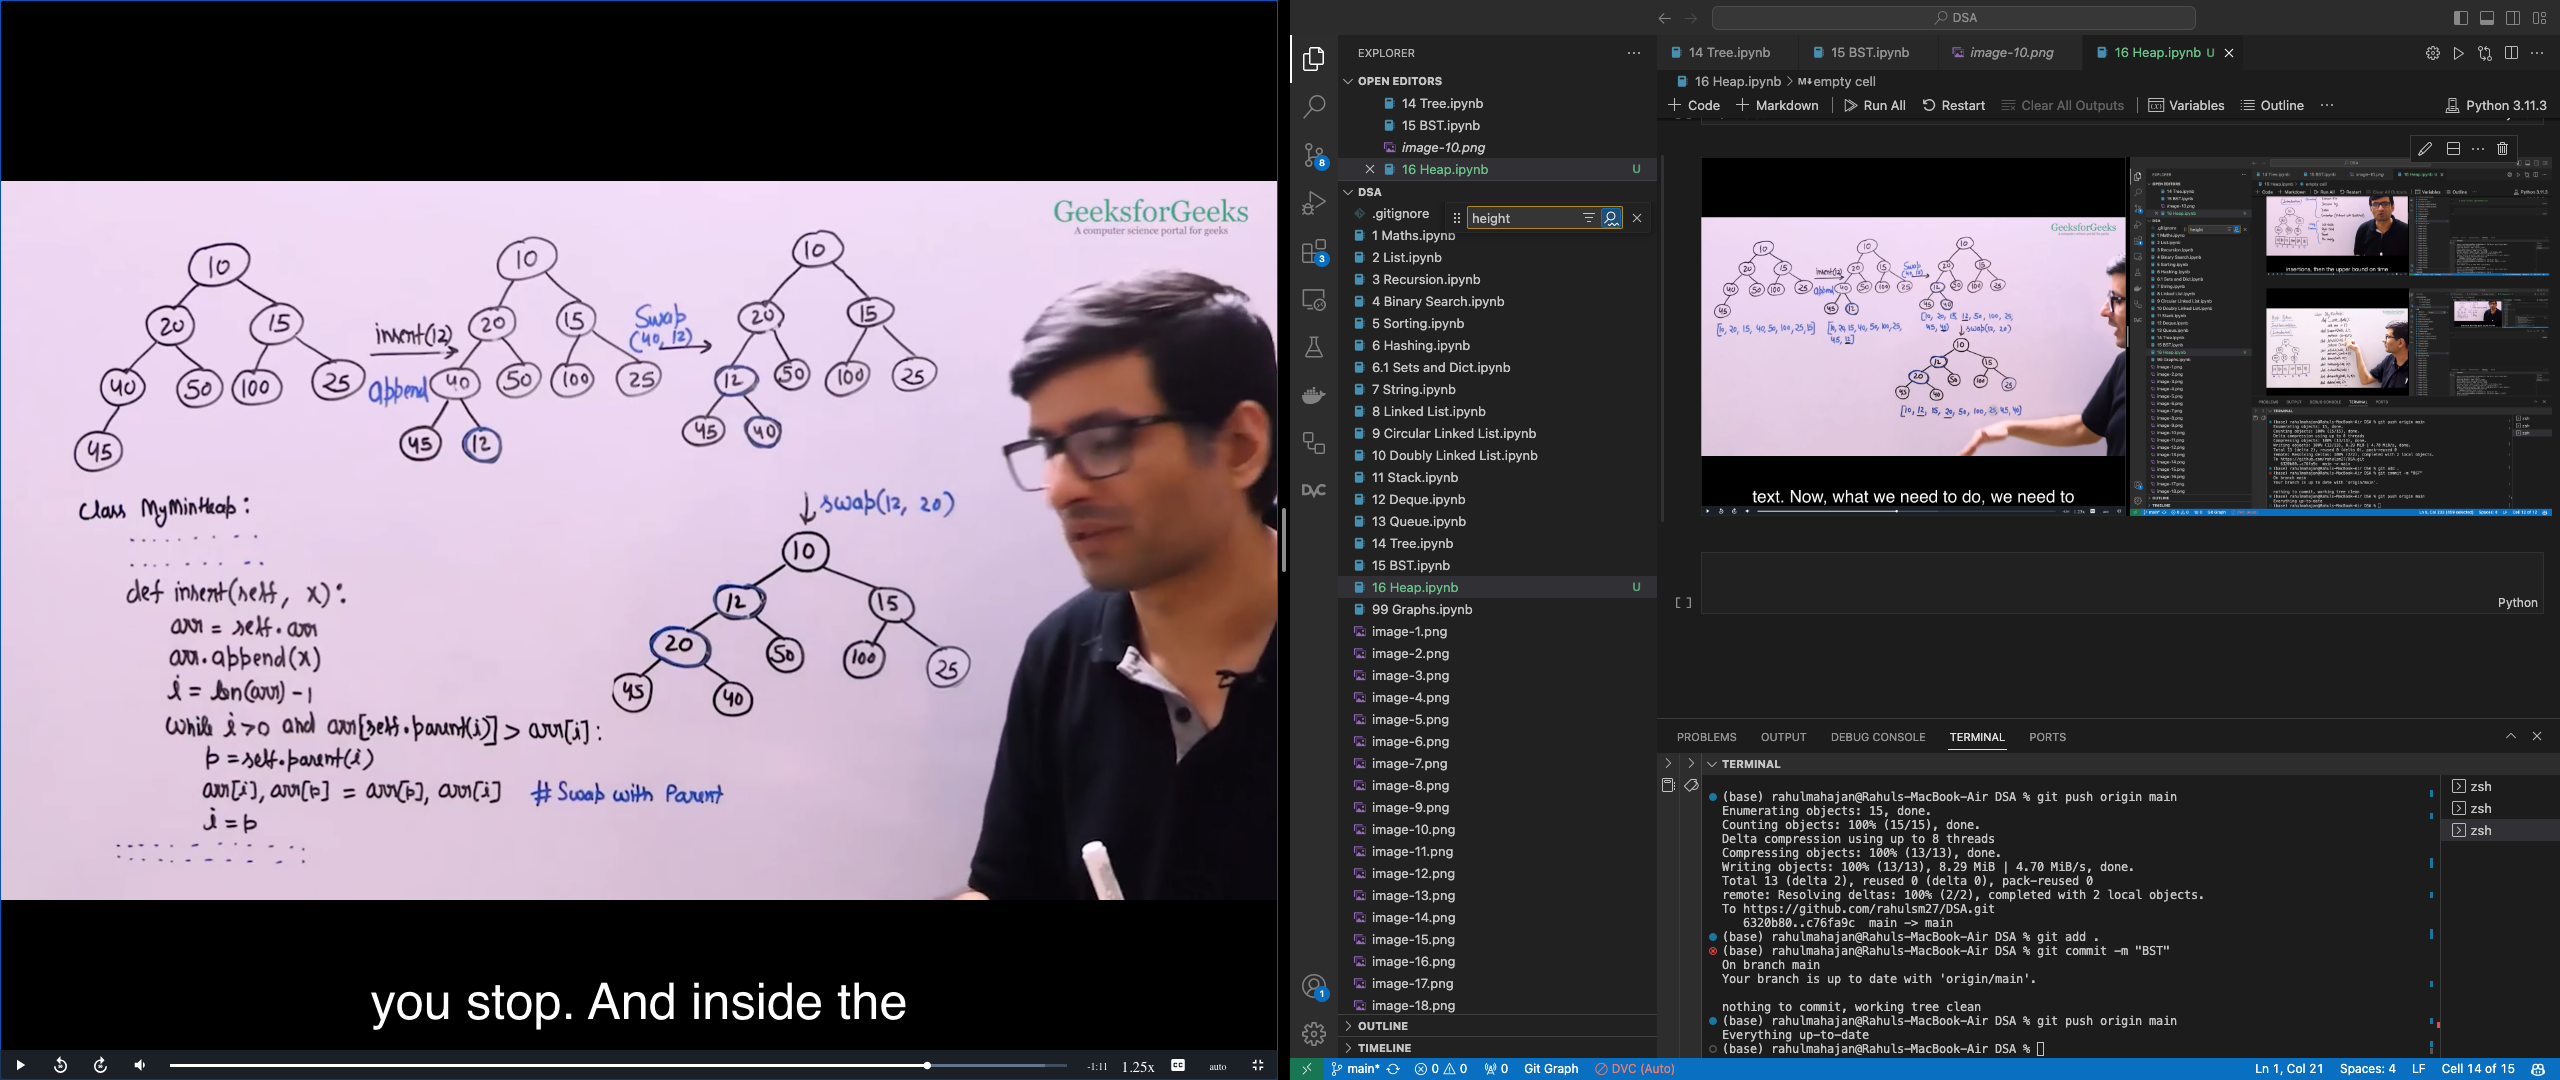 GeeksforGeeks
A computer science portal for geeks
10
20 15
40 50 100 25
45
insert(12)
append
10
20 15
40 50 100 25
45 12
Swap
(40, 12)
10
20 15
12 50 100 25
45 40
swap(12, 20)
10
12 15
20 50 100 25
45 40
Class MyMinHeap:
def insert(self, x):
arr = self.arr
arr.append(x)
i = len(arr) -1
while i>0 and arr[self.parent(i)] > arr[i]:
p = self.parent(i)
arr[i], arr[p] = arr[p], arr[i] # Swap with Parent
i = p
you stop. And inside the
-1:11 1.25x CC auto
DSA
EXPLORER
OPEN EDITORS
14 Tree.ipynb
15 BST.ipynb
image-10.png
16 Heap.ipynb U
DSA
height
.gitignore
1 Maths.ipynb
2 List.ipynb
3 Recursion.ipynb
4 Binary Search.ipynb
5 Sorting.ipynb
6 Hashing.ipynb
6.1 Sets and Dict.ipynb
7 String.ipynb
8 Linked List.ipynb
9 Circular Linked List.ipynb
10 Doubly Linked List.ipynb
11 Stack.ipynb
12 Deque.ipynb
13 Queue.ipynb
14 Tree.ipynb
15 BST.ipynb
16 Heap.ipynb U
99 Graphs.ipynb
image-1.png
image-2.png
image-3.png
image-4.png
image-5.png
image-6.png
image-7.png
image-8.png
image-9.png
image-10.png
image-11.png
image-12.png
image-13.png
image-14.png
image-15.png
image-16.png
image-17.png
image-18.png
OUTLINE
TIMELINE
8
3
DVC
1
14 Tree.ipynb 15 BST.ipynb image-10.png 16 Heap.ipynb U
16 Heap.ipynb > M↓ empty cell
+ Code + Markdown Run All Restart Clear All Outputs Variables Outline ... Python 3.11.3
GeeksforGeeks
insert(12)
append
Swap
swap(12, 20)
text. Now, what we need to do, we need to
insertions, then the upper bound on time
[ ]
Python
PROBLEMS OUTPUT DEBUG CONSOLE TERMINAL PORTS
TERMINAL
(base) rahulmahajan@Rahuls-MacBook-Air DSA % git push origin main
Enumerating objects: 15, done.
Counting objects: 100% (15/15), done.
Delta compression using up to 8 threads
Compressing objects: 100% (13/13), done.
Writing objects: 100% (13/13), 8.29 MiB | 4.70 MiB/s, done.
Total 13 (delta 2), reused 0 (delta 0), pack-reused 0
remote: Resolving deltas: 100% (2/2), completed with 2 local objects.
To https://github.com/rahulsm27/DSA.git
6320b80..c76fa9c main -> main
(base) rahulmahajan@Rahuls-MacBook-Air DSA % git add .
(base) rahulmahajan@Rahuls-MacBook-Air DSA % git commit -m "BST"
On branch main
Your branch is up to date with 'origin/main'.
nothing to commit, working tree clean
(base) rahulmahajan@Rahuls-MacBook-Air DSA % git push origin main
Everything up-to-date
(base) rahulmahajan@Rahuls-MacBook-Air DSA %
zsh
zsh
zsh
main* 0 0 0 Git Graph DVC (Auto) Ln 1, Col 21 Spaces: 4 LF Cell 14 of 15